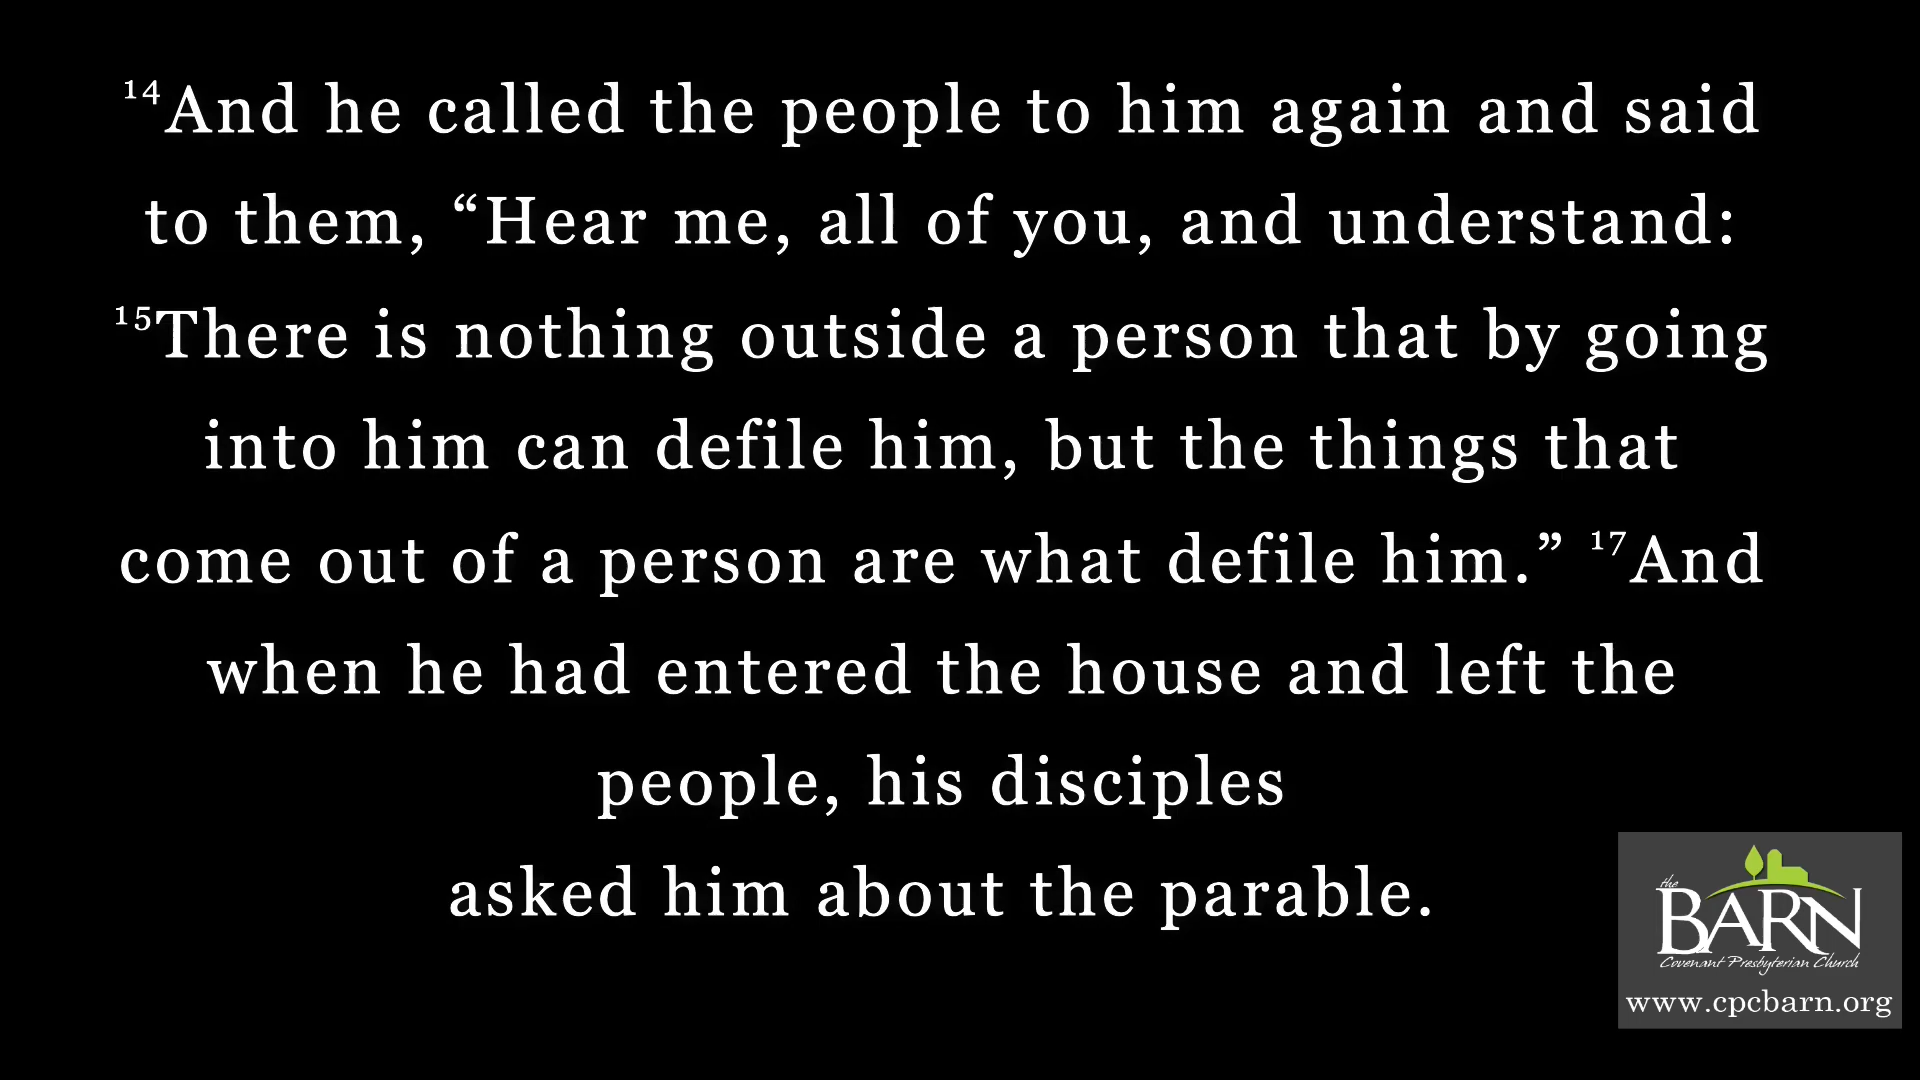 ¹⁴And he called the people to him again and said
to them, “Hear me, all of you, and understand:
¹⁵There is nothing outside a person that by going
into him can defile him, but the things that
come out of a person are what defile him.” ¹⁷And
when he had entered the house and left the
people, his disciples
asked him about the parable.
the
BARN
Covenant Presbyterian Church
www.cpcbarn.org